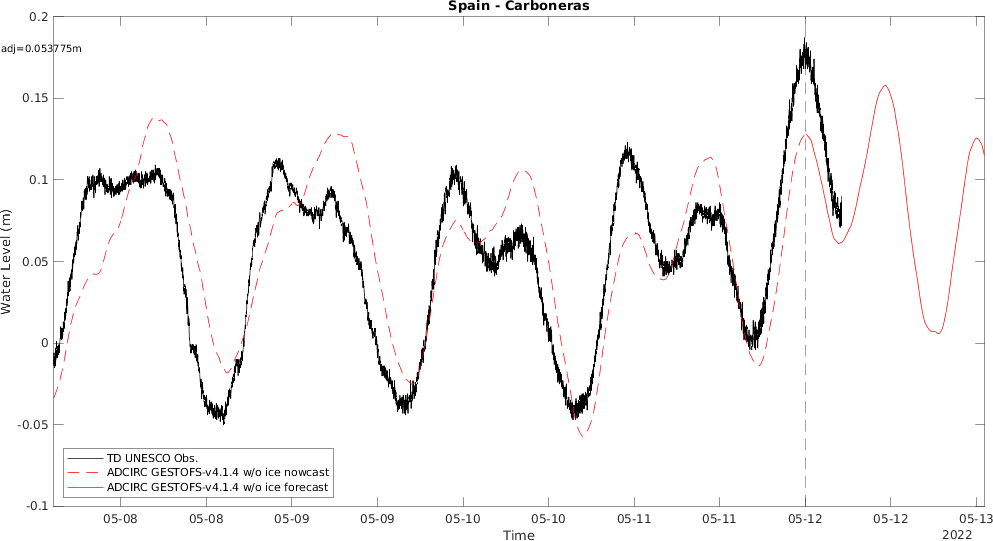 Spain - Carboneras
adj=0.053775m
0.2
0.15
0.1
0.05
0
-0.05
-0.1
Water Level (m)
TD UNESCO Obs.
ADCIRC GESTOFS-v4.1.4 w/o ice nowcast
ADCIRC GESTOFS-v4.1.4 w/o ice forecast
05-08 05-08 05-09 05-09 05-10 05-10 05-11 05-11 05-12 05-12 05-13
Time
2022